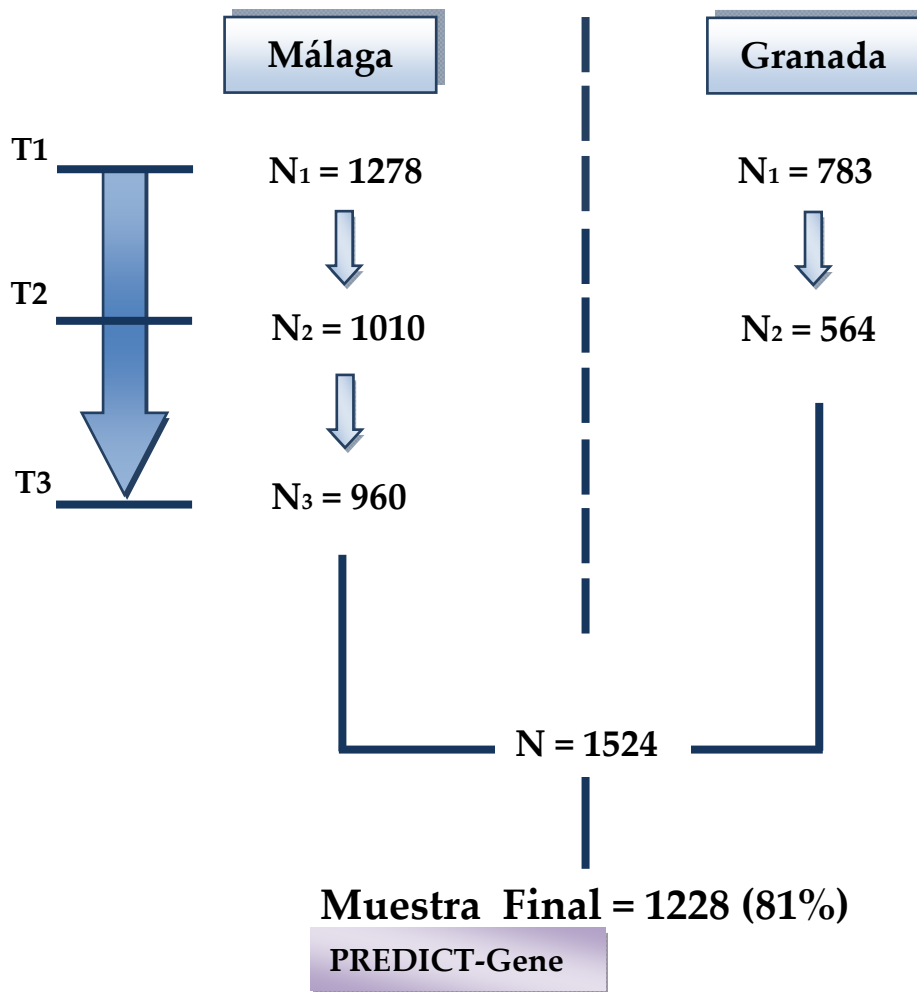 Málaga
Granada
T1
N₁ = 1278
N₁ = 783
T2
N₂ = 1010
N₂ = 564
T3
N₃ = 960
N = 1524
Muestra Final = 1228 (81%)
PREDICT-Gene